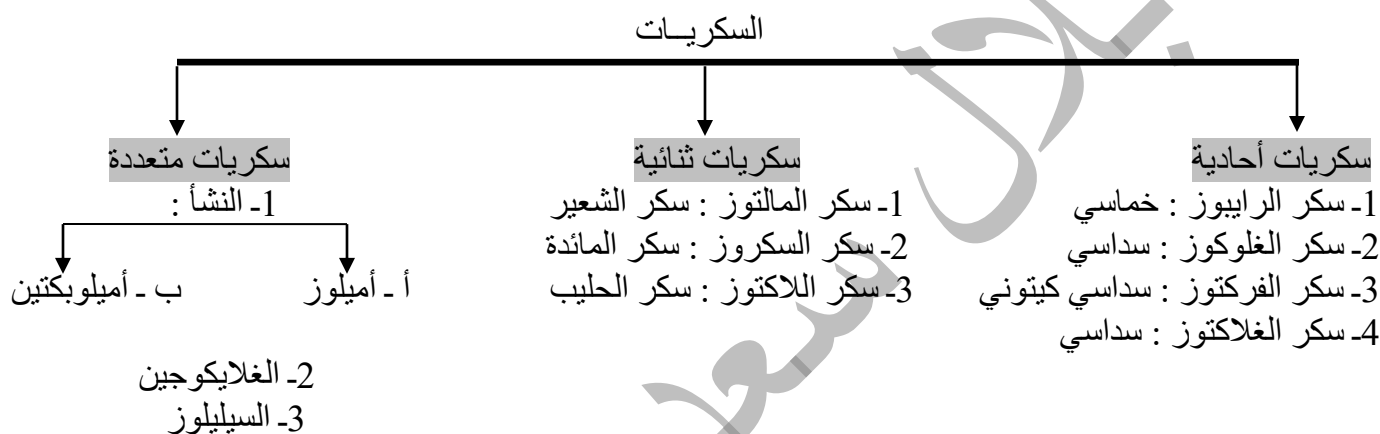 السكريــات
سكريات أحادية
1ـ سكر الرايبوز : خماسي
2ـ سكر الغلوكوز : سداسي
3ـ سكر الفركتوز : سداسي كيتوني
4ـ سكر الغلاكتوز : سداسي
سكريات ثنائية
1ـ سكر المالتوز : سكر الشعير
2ـ سكر السكروز : سكر المائدة
3ـ سكر اللاكتوز : سكر الحليب
سكريات متعددة
1ـ النشأ :
أ ـ أميلوز
ب ـ أميلوبكتين
2ـ الغلايكوجين
3ـ السيليلوز